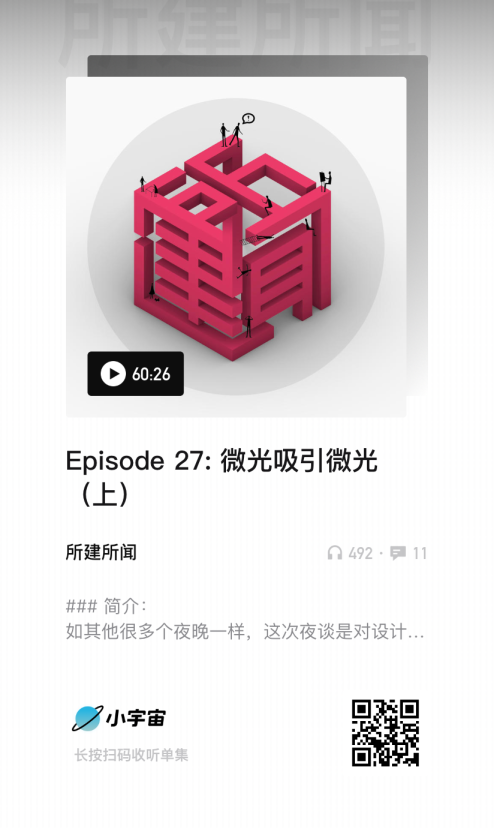 所建所闻
60:26
Episode 27: 微光吸引微光
（上）
所建所闻
492 · 11
### 简介：
如其他很多个夜晚一样，这次夜谈是对设计...
小宇宙
长按扫码收听单集